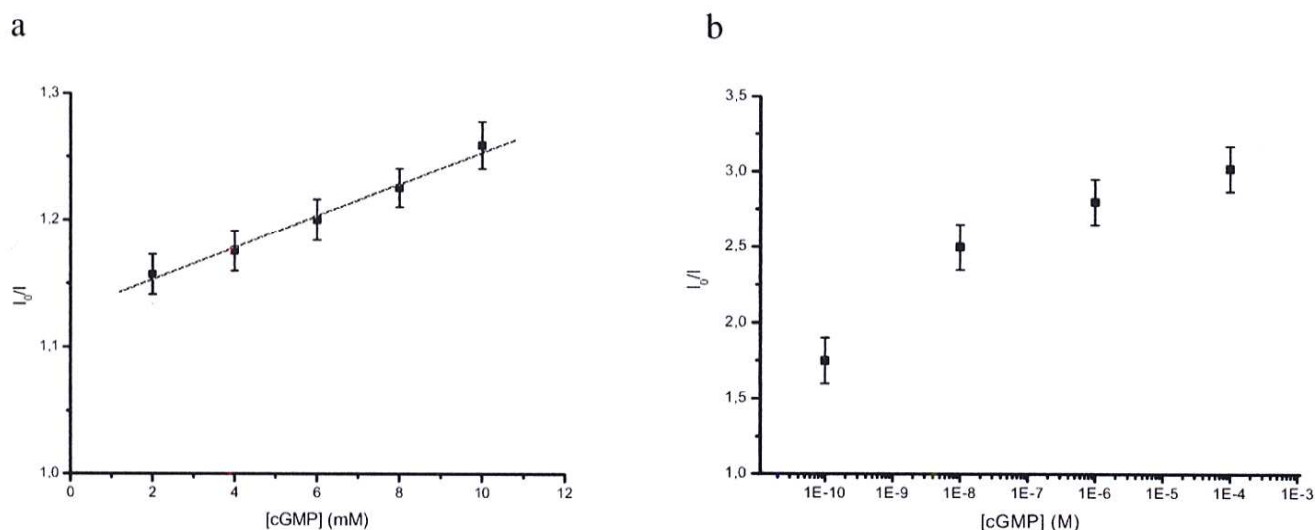 a
1,3
1,2
1,1
1,0
I₀/I
0 2 4 6 8 10 12
[cGMP] (mM)
b
3,5
3,0
2,5
2,0
1,5
1,0
I₀/I
1E-10 1E-9 1E-8 1E-7 1E-6 1E-5 1E-4 1E-3
[cGMP] (M)